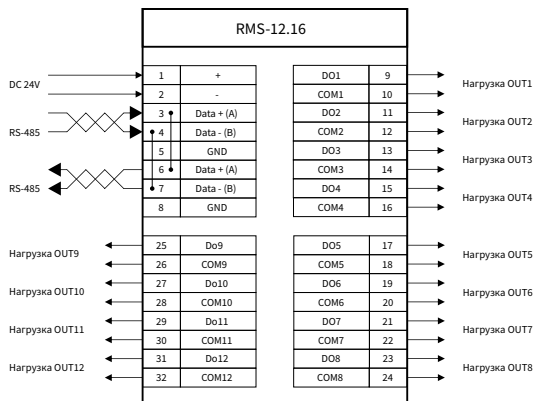 RMS-12.16
DC 24V
1 +
2 -
RS-485
3 Data + (A)
4 Data - (B)
5 GND
RS-485
6 Data + (A)
7 Data - (B)
8 GND
DO1 9
COM1 10
Нагрузка OUT1
DO2 11
COM2 12
Нагрузка OUT2
DO3 13
COM3 14
Нагрузка OUT3
DO4 15
COM4 16
Нагрузка OUT4
Нагрузка OUT9
25 Do9
26 COM9
Нагрузка OUT10
27 Do10
28 COM10
Нагрузка OUT11
29 Do11
30 COM11
Нагрузка OUT12
31 Do12
32 COM12
DO5 17
COM5 18
Нагрузка OUT5
DO6 19
COM6 20
Нагрузка OUT6
DO7 21
COM7 22
Нагрузка OUT7
DO8 23
COM8 24
Нагрузка OUT8